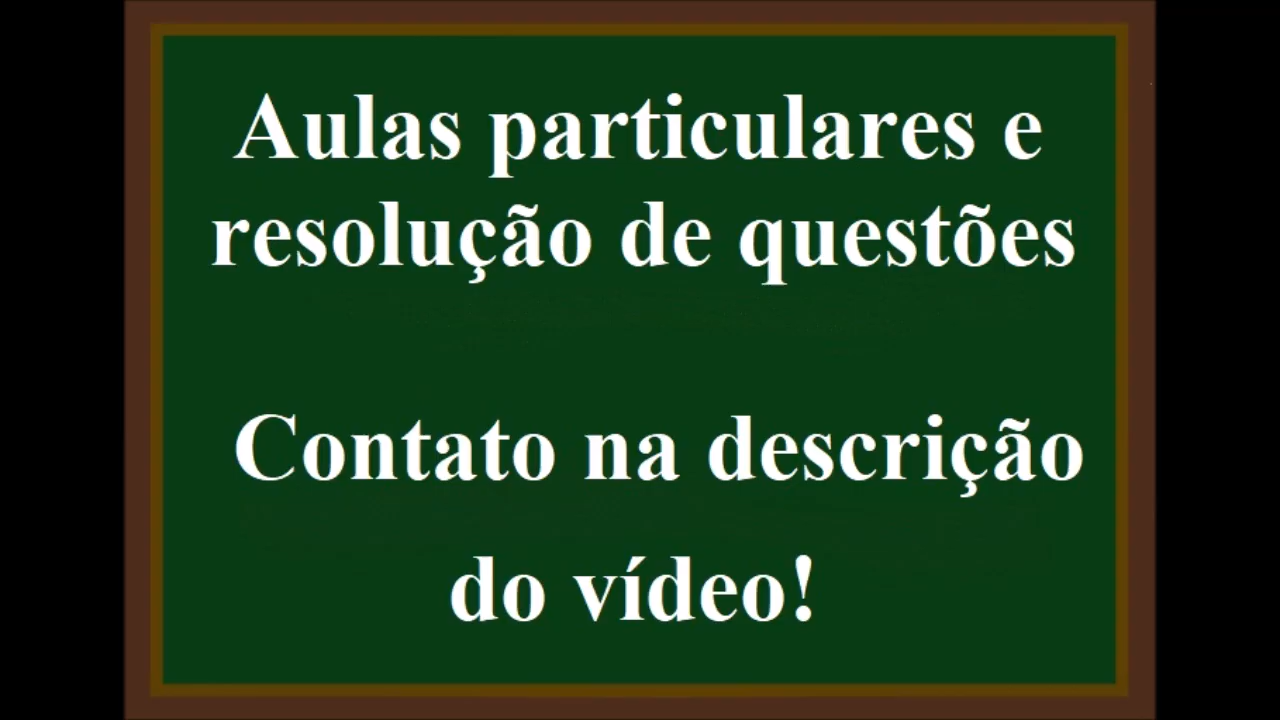 Aulas particulares e
resolução de questões
Contato na descrição
do vídeo!